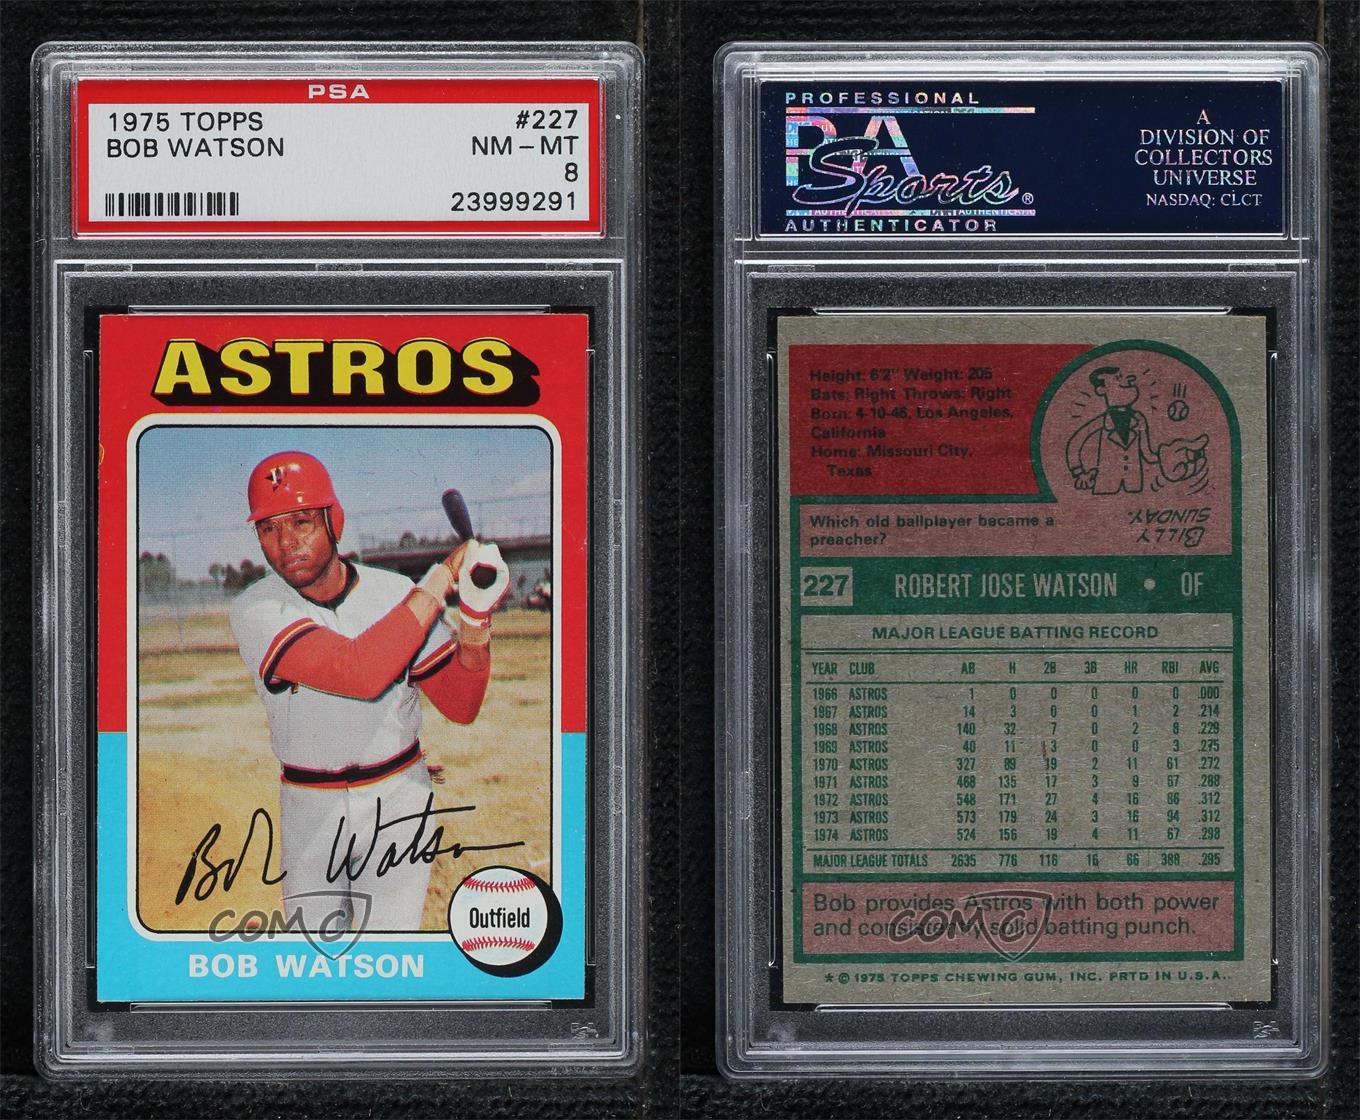 PSA
1975 TOPPS #227
BOB WATSON NM - MT
8
23999291
ASTROS
Bob Watson
Outfield
BOB WATSON
COMC
PROFESSIONAL
PSA
Sports®
AUTHENTICATOR
A
DIVISION OF
COLLECTORS
UNIVERSE
NASDAQ: CLCT
Height: 6'2" Weight: 205
Bats: Right Throws: Right
Born: 4-10-46, Los Angeles,
California
Home: Missouri City,
Texas
Which old ballplayer became a
preacher?
BILLY
SUNDAY.
227 ROBERT JOSE WATSON • OF
MAJOR LEAGUE BATTING RECORD
YEAR CLUB AB H 2B 3B HR RBI AVG
1966 ASTROS 1 0 0 0 0 0 .000
1967 ASTROS 14 3 0 0 1 2 .214
1968 ASTROS 140 32 7 0 2 8 .229
1969 ASTROS 40 11 3 0 0 3 .275
1970 ASTROS 327 89 19 2 11 61 .272
1971 ASTROS 468 135 17 3 9 67 .288
1972 ASTROS 548 171 27 4 16 86 .312
1973 ASTROS 573 179 24 3 16 94 .312
1974 ASTROS 524 156 19 4 11 67 .298
MAJOR LEAGUE TOTALS 2635 776 116 16 66 388 .295
Bob provides Astros with both power
and consistently solid batting punch.
COMC
* © 1975 TOPPS CHEWING GUM, INC. PRTD IN U.S.A.